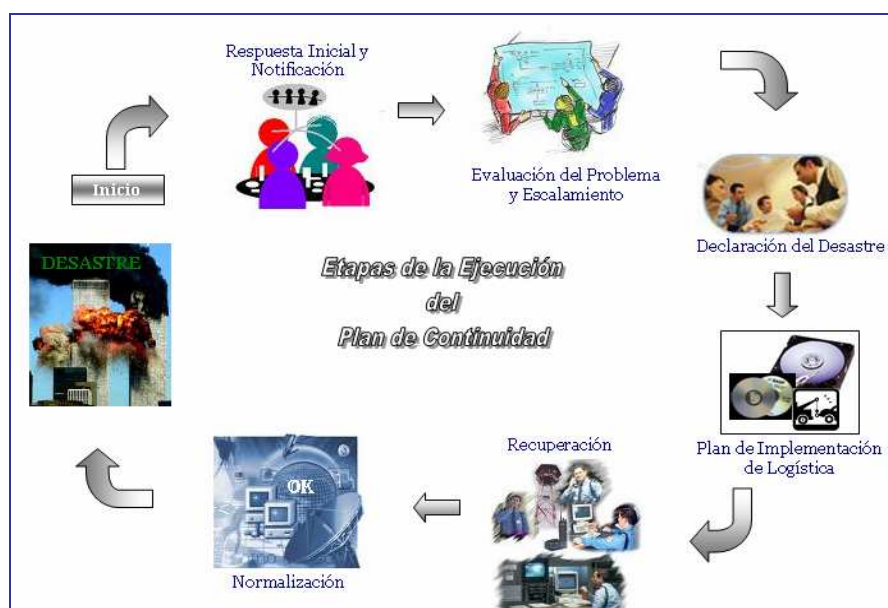 Respuesta Inicial y
Notificación
Evaluación del Problema
y Escalamiento
Inicio
Declaración del Desastre
DESASTRE
Etapas de la Ejecución
del
Plan de Continuidad
Plan de Implementación
de Logística
Recuperación
OK
Normalización